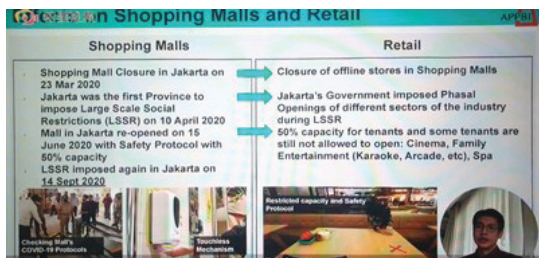 on Shopping Malls and Retail
APPBI
Shopping Malls
Retail
Shopping Mall Closure in Jakarta on
23 Mar 2020
Jakarta was the first Province to
impose Large Scale Social
Restrictions (LSSR) on 10 April 2020
Mall in Jakarta re-opened on 15
June 2020 with Safety Protocol with
50% capacity
LSSR imposed again in Jakarta on
14 Sept 2020
Closure of offline stores in Shopping Malls
Jakarta's Government imposed Phasal
Openings of different sectors of the industry
during LSSR
50% capacity for tenants and some tenants are
still not allowed to open: Cinema, Family
Entertainment (Karaoke, Arcade, etc), Spa
Checking Mall's
COVID-19 Protocols
Touchless
Mechanism
Restricted capacity and Safety
Protocol